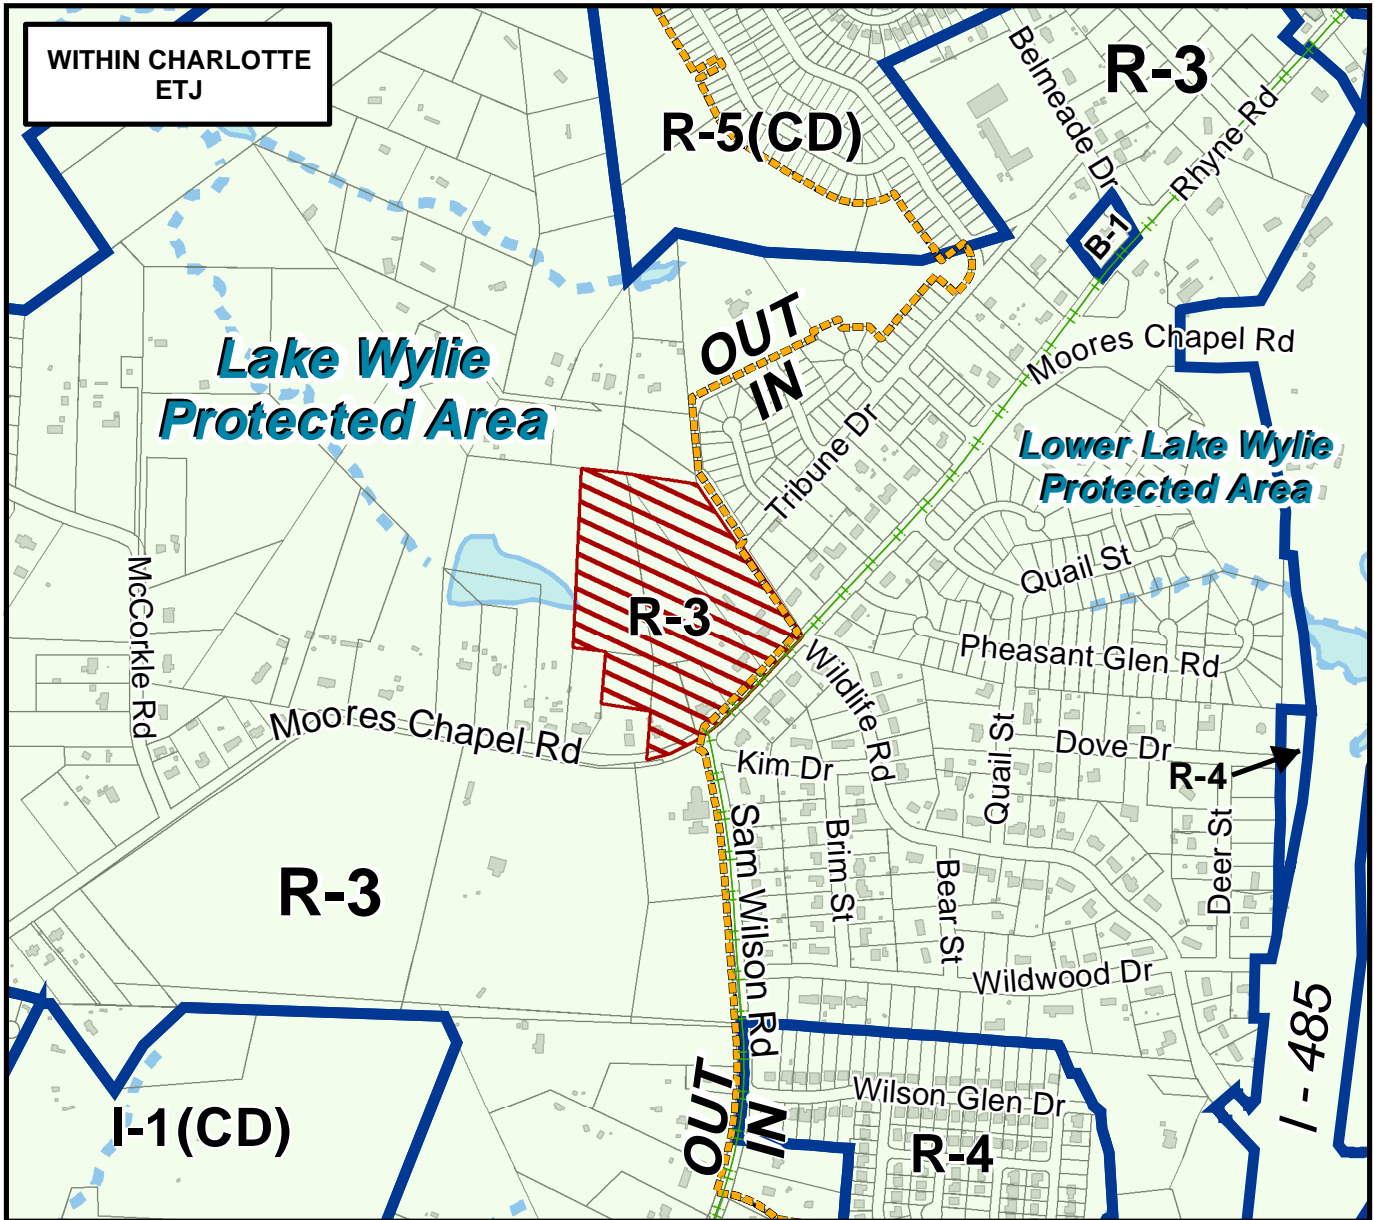 WITHIN CHARLOTTE
ETJ
R-3
Belmeade Dr
Rhyne Rd
R-5(CD)
B-1
OUT
IN
Moores Chapel Rd
Lake Wylie
Protected Area
Tribune Dr
Lower Lake Wylie
Protected Area
Quail St
McCorkle Rd
R-3
Wildlife Rd
Pheasant Glen Rd
Moores Chapel Rd
Kim Dr
Quail St
Dove Dr
R-4
Sam Wilson Rd
Brim St
Bear St
Deer St
R-3
Wildwood Dr
I - 485
OUT
IN
Wilson Glen Dr
I-1(CD)
R-4